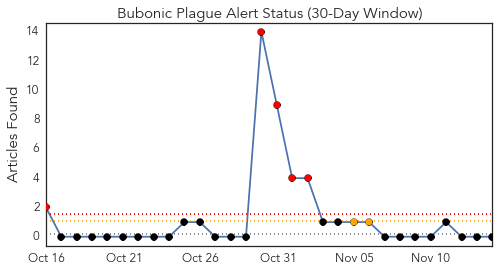 Bubonic Plague Alert Status (30-Day Window)
Articles Found
14
12
10
8
6
4
2
0
Oct 16 Oct 21 Oct 26 Oct 31 Nov 05 Nov 10